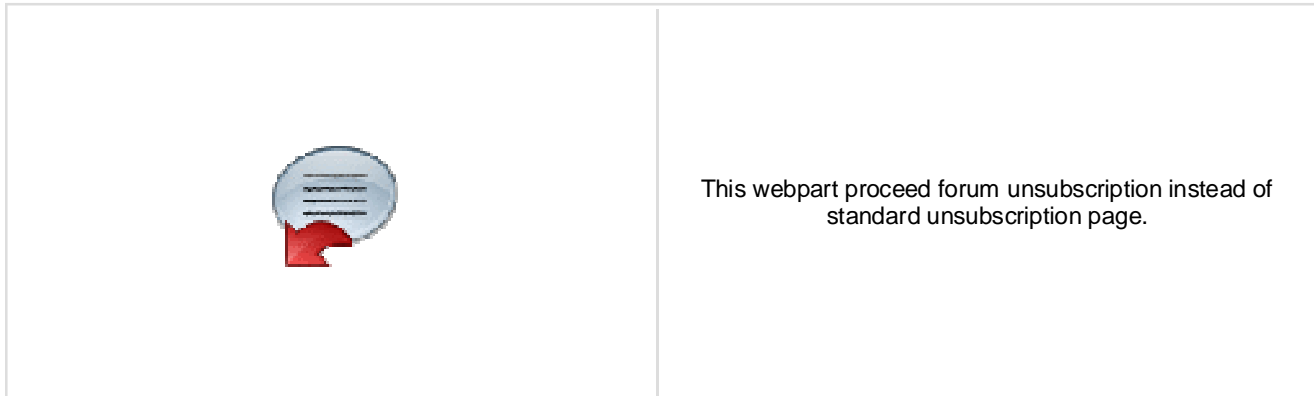 This webpart proceed forum unsubscription instead of
standard unsubscription page.